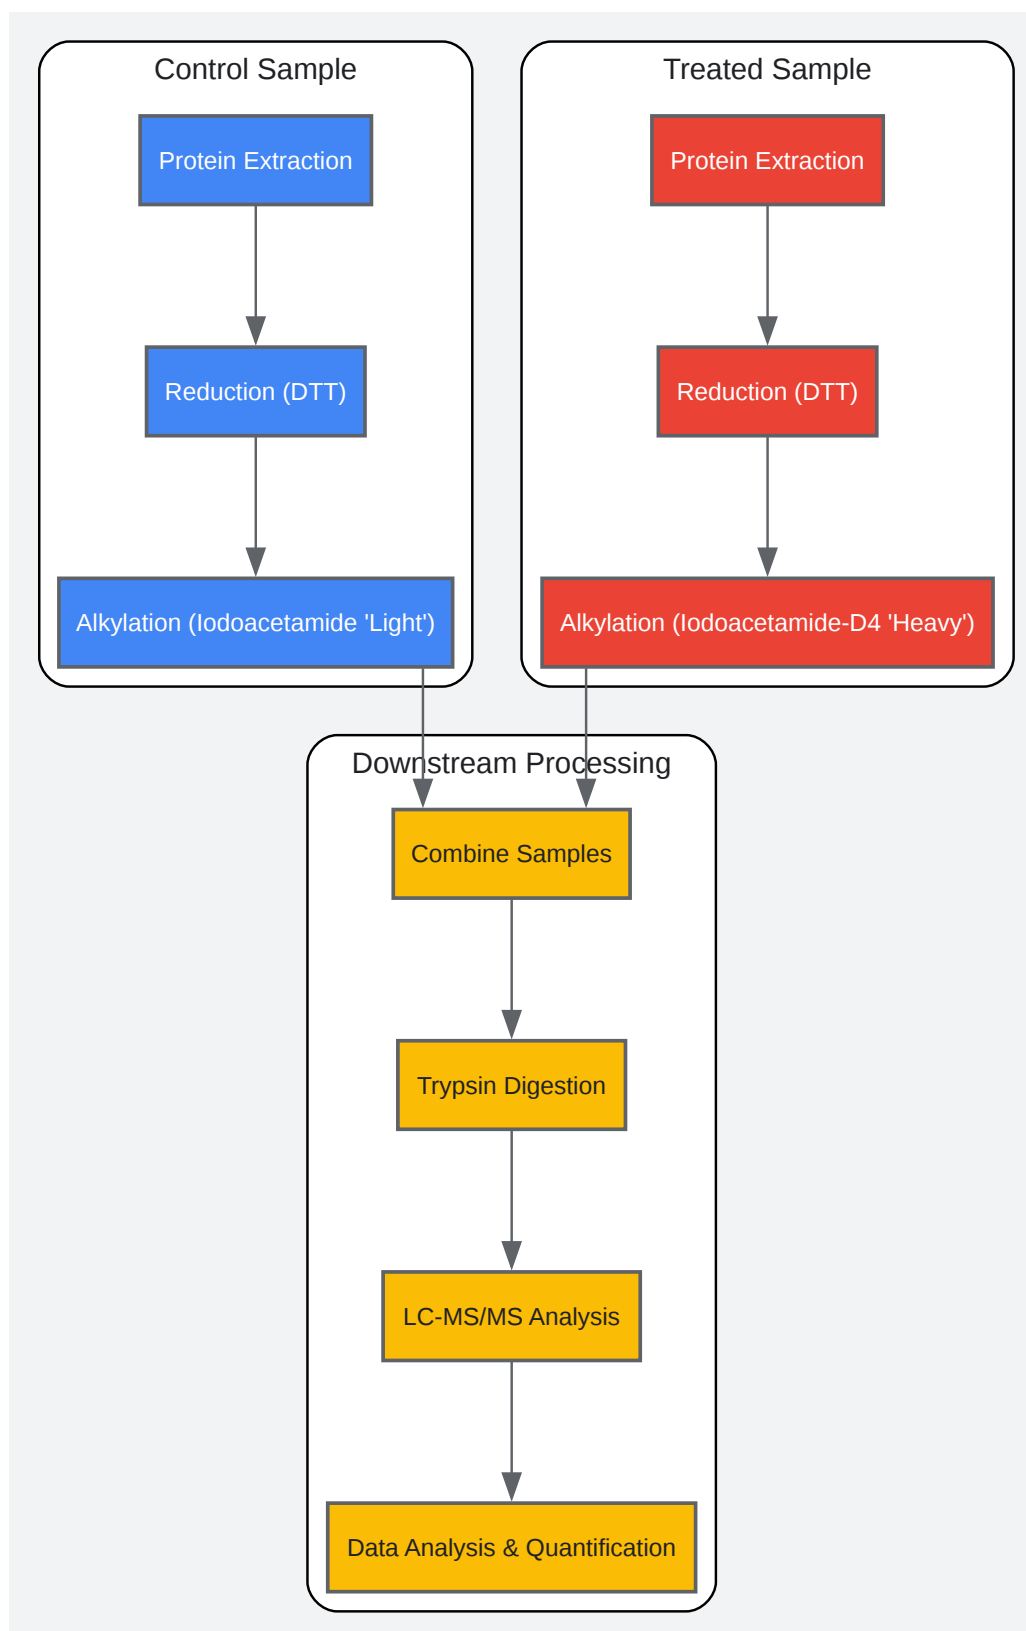 Control Sample
Protein Extraction
Reduction (DTT)
Alkylation (Iodoacetamide 'Light')
Treated Sample
Protein Extraction
Reduction (DTT)
Alkylation (Iodoacetamide-D4 'Heavy')
Downstream Processing
Combine Samples
Trypsin Digestion
LC-MS/MS Analysis
Data Analysis & Quantification